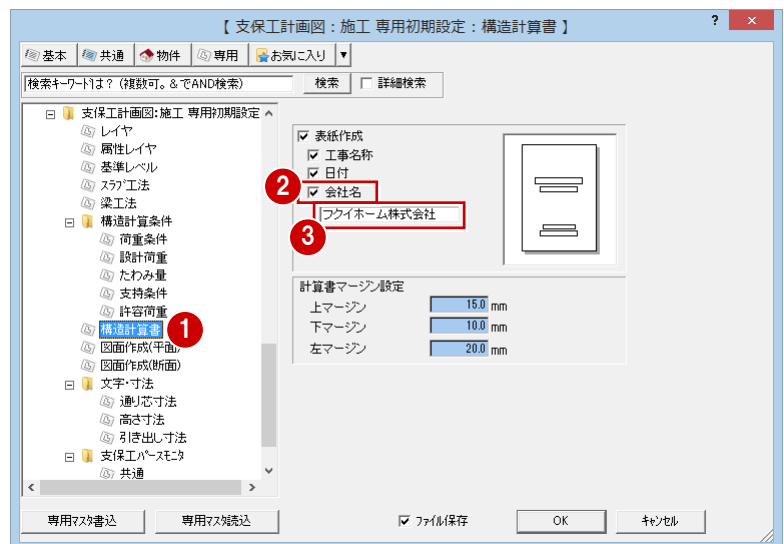 【 支保工計画図：施工 専用初期設定：構造計算書 】
? ×
基本 共通 物件 専用 お気に入り ▼
検索キーワードは？（複数可。＆でAND検索） 検索 詳細検索
支保工計画図:施工 専用初期設定
レイヤ
属性レイヤ
基準レベル
スラブ工法
梁工法
構造計算条件
荷重条件
設計荷重
たわみ量
支持条件
許容荷重
構造計算書 1
図面作成(平面)
図面作成(断面)
文字・寸法
通り芯寸法
高さ寸法
引き出し寸法
支保工パースモニタ
共通
表紙作成
工事名称
日付
2 会社名
フクイホーム株式会社
3
計算書マージン設定
上マージン 15.0 mm
下マージン 10.0 mm
左マージン 20.0 mm
専用マスタ書込 専用マスタ読込 ファイル保存 OK キャンセル